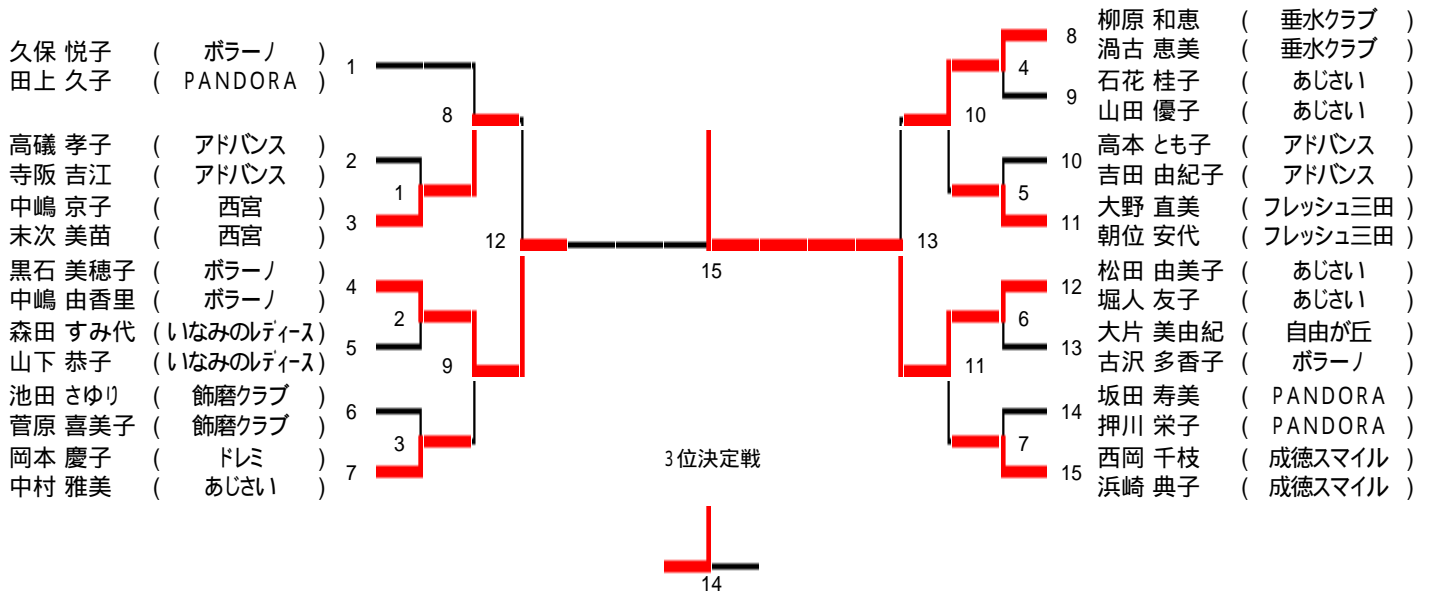 久保 悦子 ( ボラーノ )
田上 久子 ( PANDORA )
1
高礒 孝子 ( アドバンス )
寺阪 吉江 ( アドバンス )
2
中嶋 京子 ( 西宮 )
末次 美苗 ( 西宮 )
3
黒石 美穂子 ( ボラーノ )
中嶋 由香里 ( ボラーノ )
4
森田 すみ代 ( いなみのレディース )
山下 恭子 ( いなみのレディース )
5
池田 さゆり ( 飾磨クラブ )
菅原 喜美子 ( 飾磨クラブ )
6
岡本 慶子 ( ドレミ )
中村 雅美 ( あじさい )
7
1
2
3
8
9
12
15
3位決定戦
14
13
10
11
4
5
6
7
8
柳原 和恵 ( 垂水クラブ )
渦古 恵美 ( 垂水クラブ )
9
石花 桂子 ( あじさい )
山田 優子 ( あじさい )
10
高本 とも子 ( アドバンス )
吉田 由紀子 ( アドバンス )
11
大野 直美 ( フレッシュ三田 )
朝位 安代 ( フレッシュ三田 )
12
松田 由美子 ( あじさい )
堀人 友子 ( あじさい )
13
大片 美由紀 ( 自由が丘 )
古沢 多香子 ( ボラーノ )
14
坂田 寿美 ( PANDORA )
押川 栄子 ( PANDORA )
15
西岡 千枝 ( 成徳スマイル )
浜崎 典子 ( 成徳スマイル )